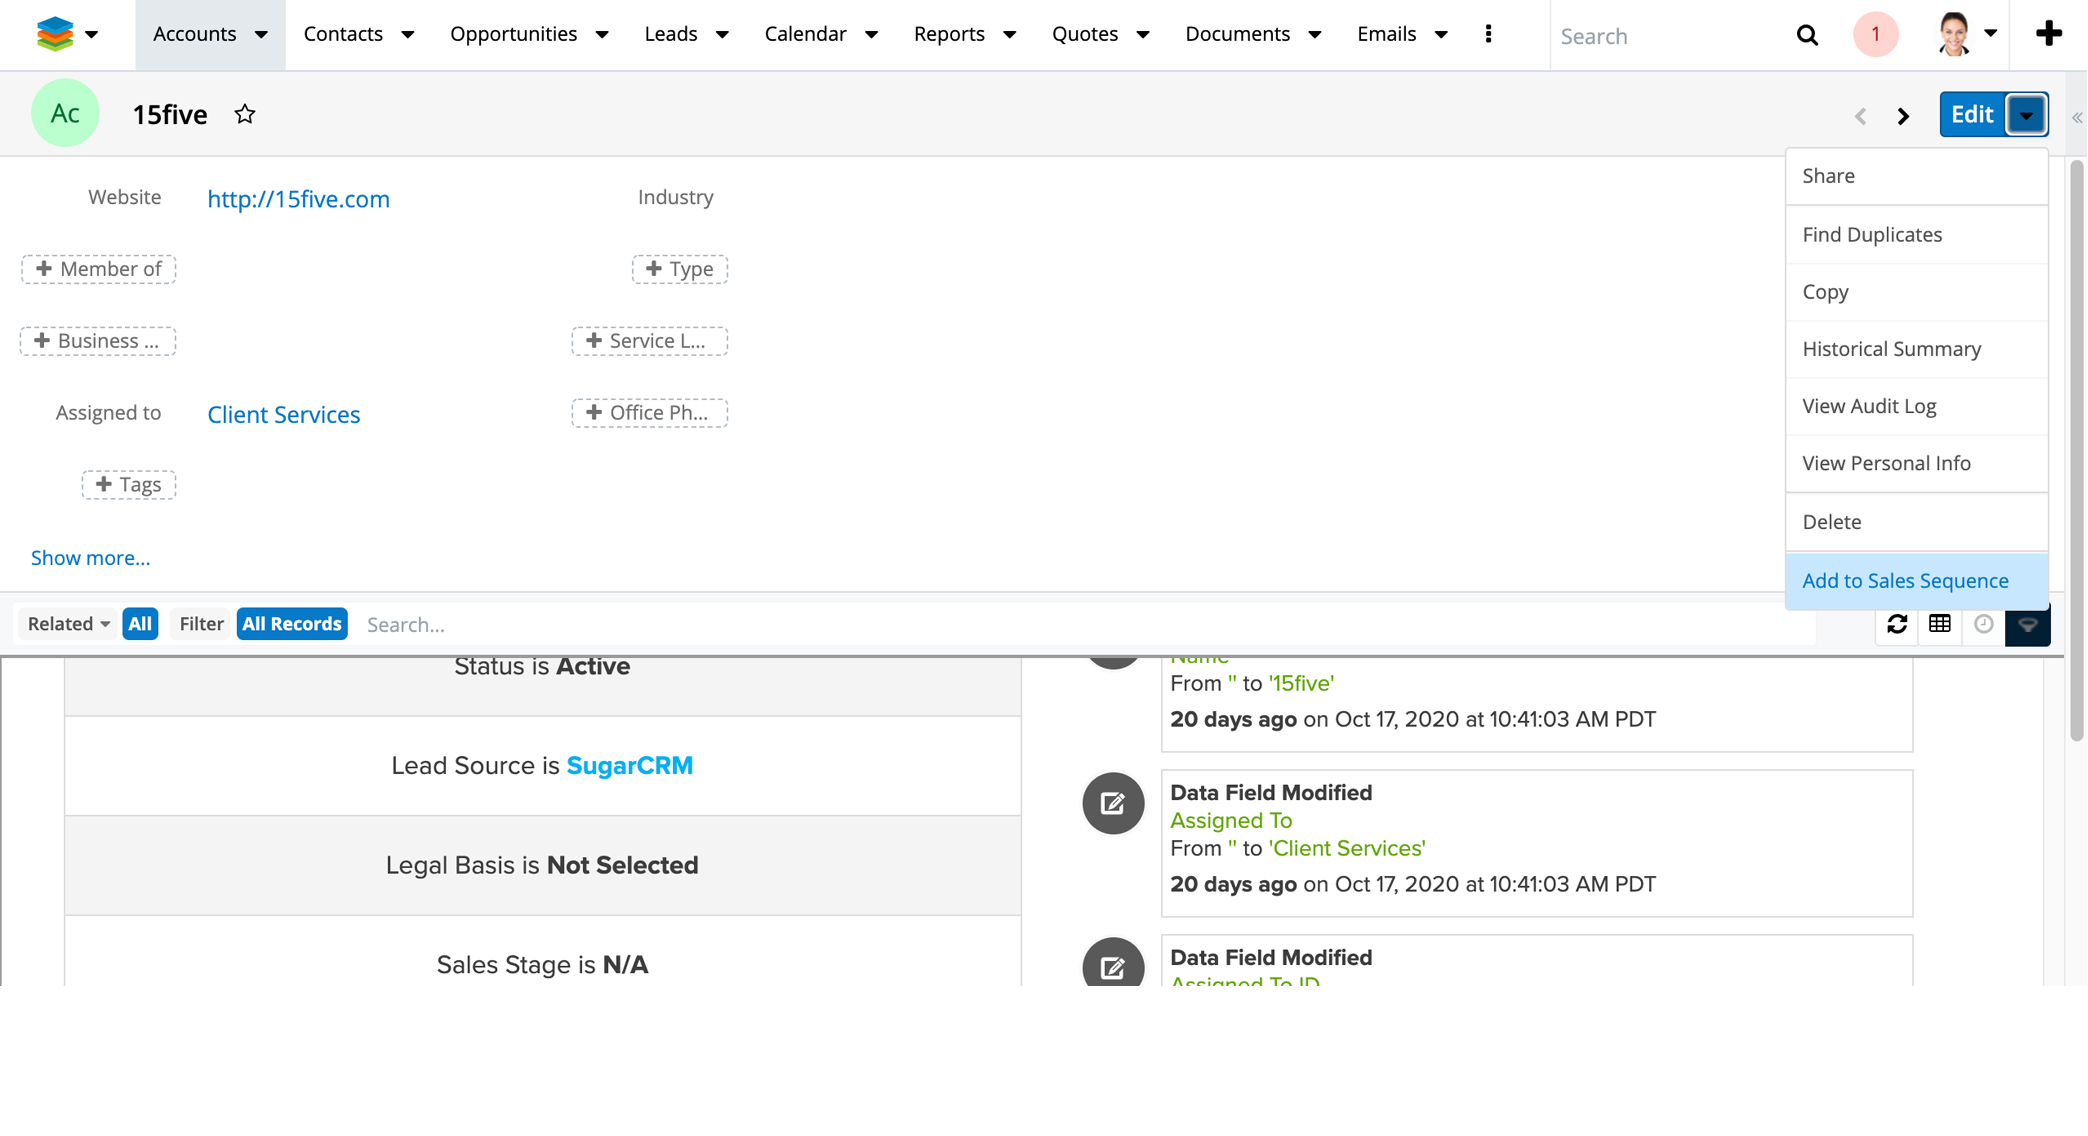 Accounts Contacts Opportunities Leads Calendar Reports Quotes Documents Emails Search 1
Ac 15five Edit
Website http://15five.com Industry
Member of Type
Business ... Service L...
Assigned to Client Services Office Ph...
Tags
Show more...
Share
Find Duplicates
Copy
Historical Summary
View Audit Log
View Personal Info
Delete
Add to Sales Sequence
Related All Filter All Records Search...
Status is Active
Lead Source is SugarCRM
Legal Basis is Not Selected
Sales Stage is N/A
Name
From '' to '15five'
20 days ago on Oct 17, 2020 at 10:41:03 AM PDT
Data Field Modified
Assigned To
From '' to 'Client Services'
20 days ago on Oct 17, 2020 at 10:41:03 AM PDT
Data Field Modified
Assigned To ID